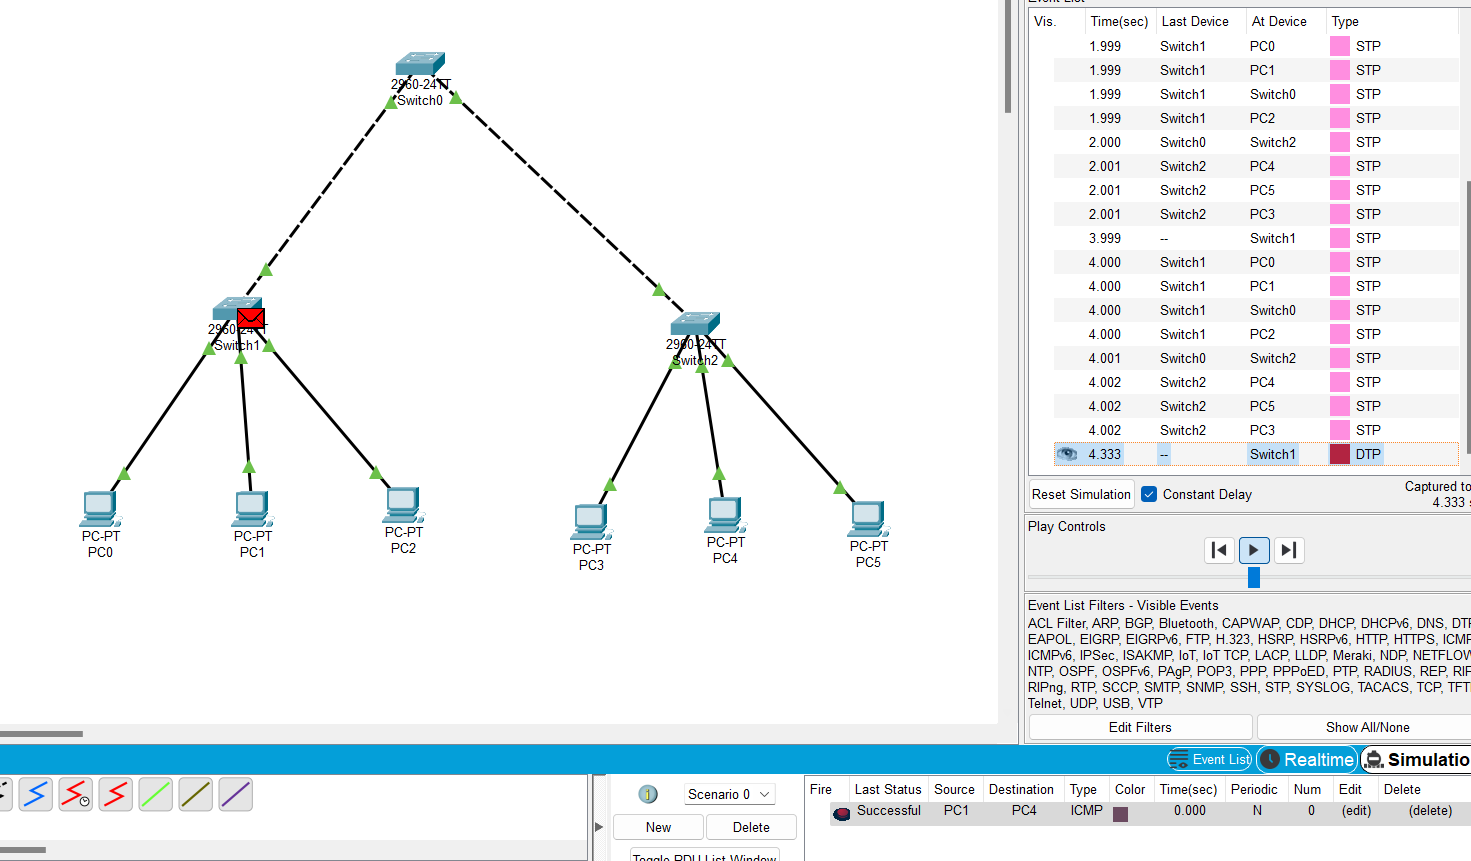 Event List
Vis. Time(sec) Last Device At Device Type
1.999 Switch1 PC0 STP
1.999 Switch1 PC1 STP
1.999 Switch1 Switch0 STP
1.999 Switch1 PC2 STP
2.000 Switch0 Switch2 STP
2.001 Switch2 PC4 STP
2.001 Switch2 PC5 STP
2.001 Switch2 PC3 STP
3.999 -- Switch1 STP
4.000 Switch1 PC0 STP
4.000 Switch1 PC1 STP
4.000 Switch1 Switch0 STP
4.000 Switch1 PC2 STP
4.001 Switch0 Switch2 STP
4.002 Switch2 PC4 STP
4.002 Switch2 PC5 STP
4.002 Switch2 PC3 STP
4.333 -- Switch1 DTP
Reset Simulation Constant Delay Captured to
4.333 s
Play Controls
Event List Filters - Visible Events
ACL Filter, ARP, BGP, Bluetooth, CAPWAP, CDP, DHCP, DHCPv6, DNS, DTP
EAPOL, EIGRP, EIGRPv6, FTP, H.323, HSRP, HSRPv6, HTTP, HTTPS, ICMP
ICMPv6, IPSec, ISAKMP, IoT, IoT TCP, LACP, LLDP, Meraki, NDP, NETFLOW
NTP, OSPF, OSPFv6, PAgP, POP3, PPP, PPPoED, PTP, RADIUS, REP, RIP
RIPng, RTP, SCCP, SMTP, SNMP, SSH, STP, SYSLOG, TACACS, TCP, TFTP
Telnet, UDP, USB, VTP
Edit Filters Show All/None
2960-24TT
Switch0
2960-24TT
Switch1
2960-24TT
Switch2
PC-PT
PC0
PC-PT
PC1
PC-PT
PC2
PC-PT
PC3
PC-PT
PC4
PC-PT
PC5
Event List Realtime Simulatio
Scenario 0
New Delete
Toggle PDU List Window
Fire Last Status Source Destination Type Color Time(sec) Periodic Num Edit Delete
Successful PC1 PC4 ICMP 0.000 N 0 (edit) (delete)